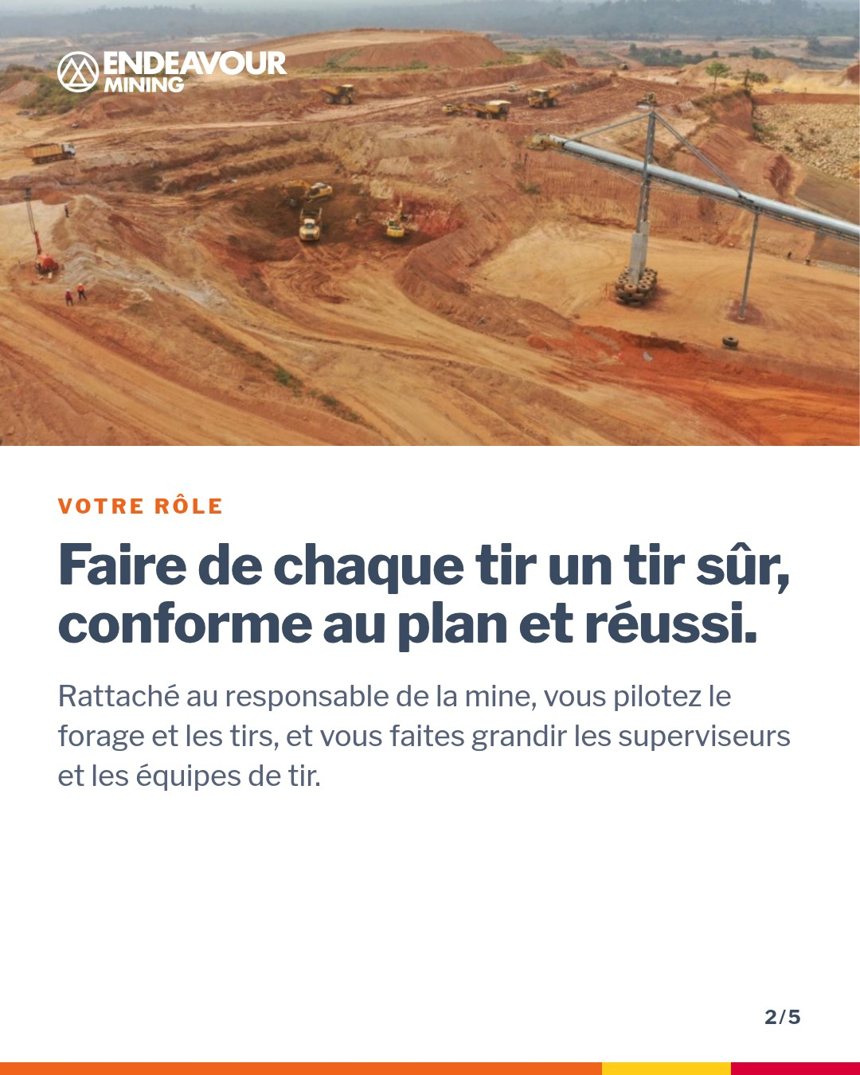 ENDEAVOUR
MINING
VOTRE RÔLE
Faire de chaque tir un tir sûr,
conforme au plan et réussi.
Rattaché au responsable de la mine, vous pilotez le
forage et les tirs, et vous faites grandir les superviseurs
et les équipes de tir.
2/5